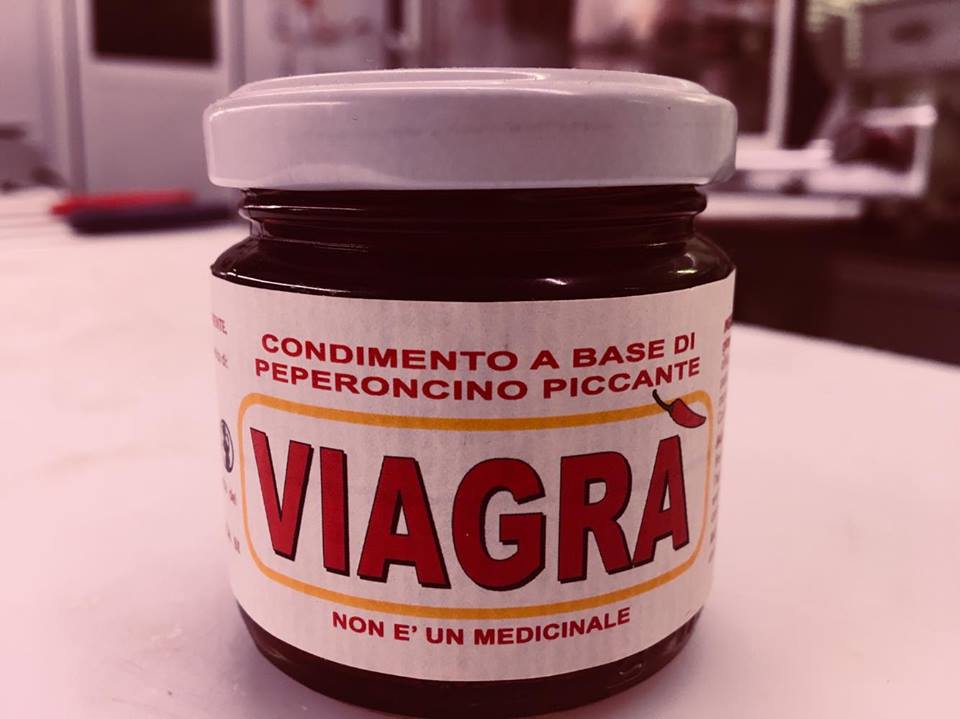 CONDIMENTO A BASE DI
PEPERONCINO PICCANTE
VIAGRÀ
NON E' UN MEDICINALE